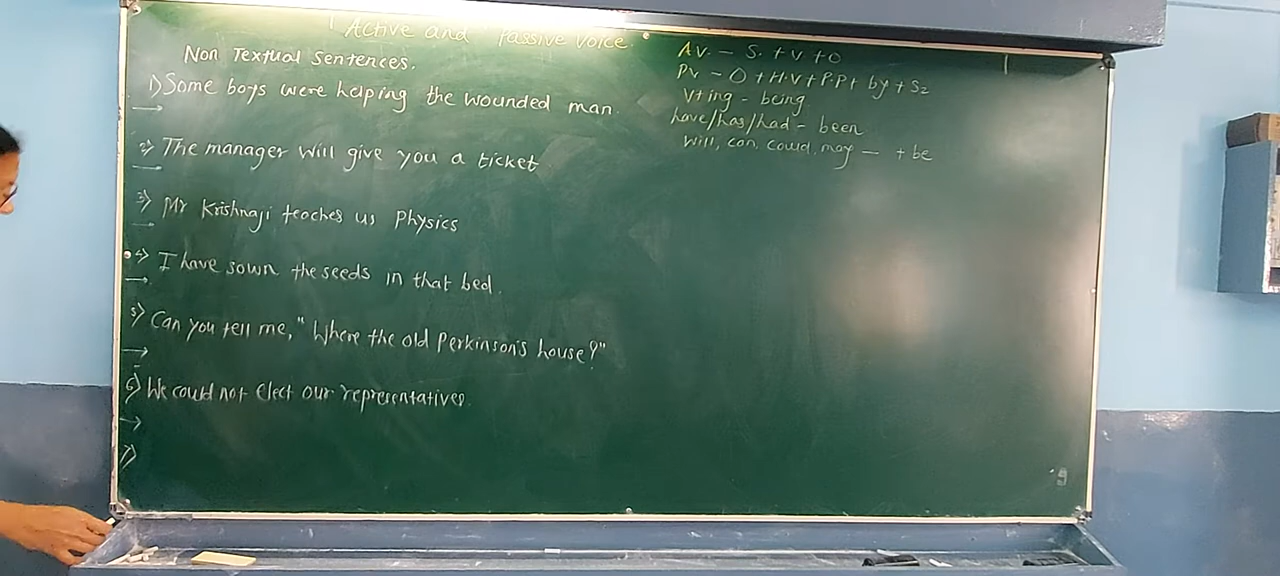 Active and Passive Voice.
Non Textual Sentences.
1) Some boys were helping the wounded man.
→
2) The manager will give you a ticket
→
3) Mr Krishnaji teaches us Physics
→
4) I have sown the seeds in that bed.
→
5) Can you tell me, "Where the old Perkinson's house?"
→
6) We could not elect our representatives.
→
7)
A.V. - S. + V + O
P.V - O + H.V + P.P + by + S2
V+ing - being
have/has/had - been
will, can, could, may — + be